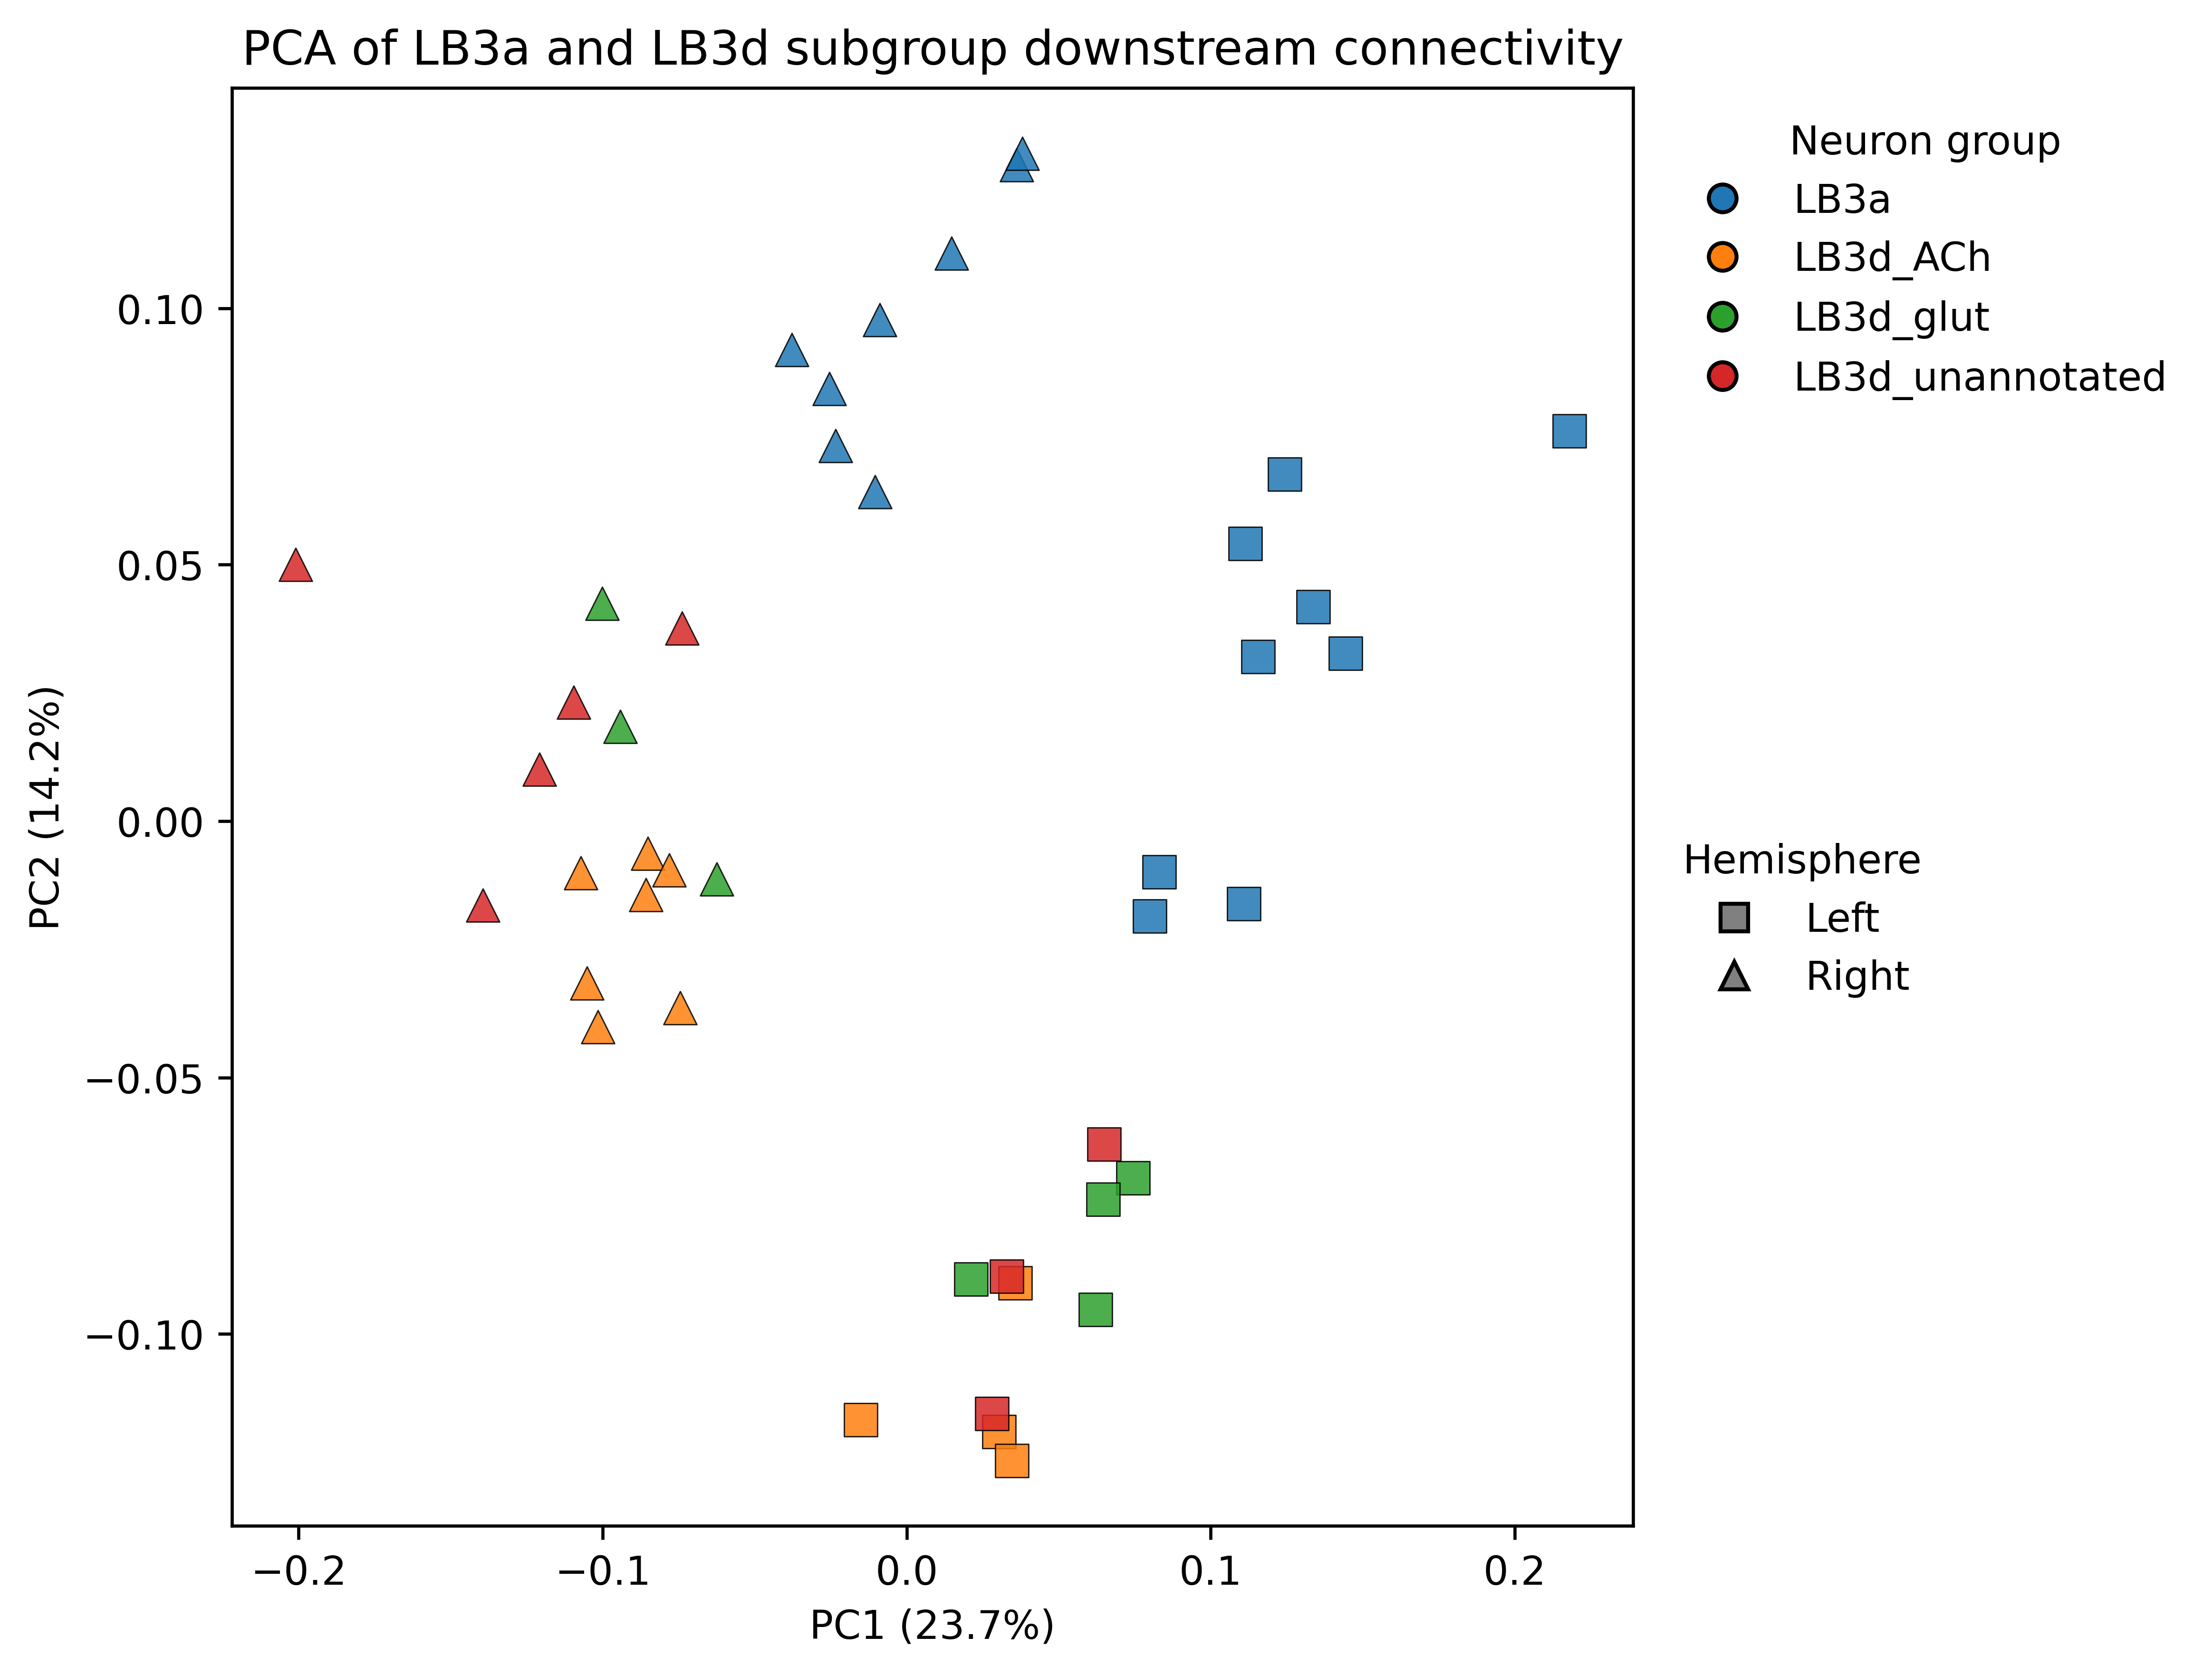 PCA of LB3a and LB3d subgroup downstream connectivity
Neuron group
LB3a
LB3d_ACh
LB3d_glut
LB3d_unannotated
Hemisphere
Left
Right
PC2 (14.2%)
0.10
0.05
0.00
−0.05
−0.10
−0.2
−0.1
0.0
0.1
0.2
PC1 (23.7%)